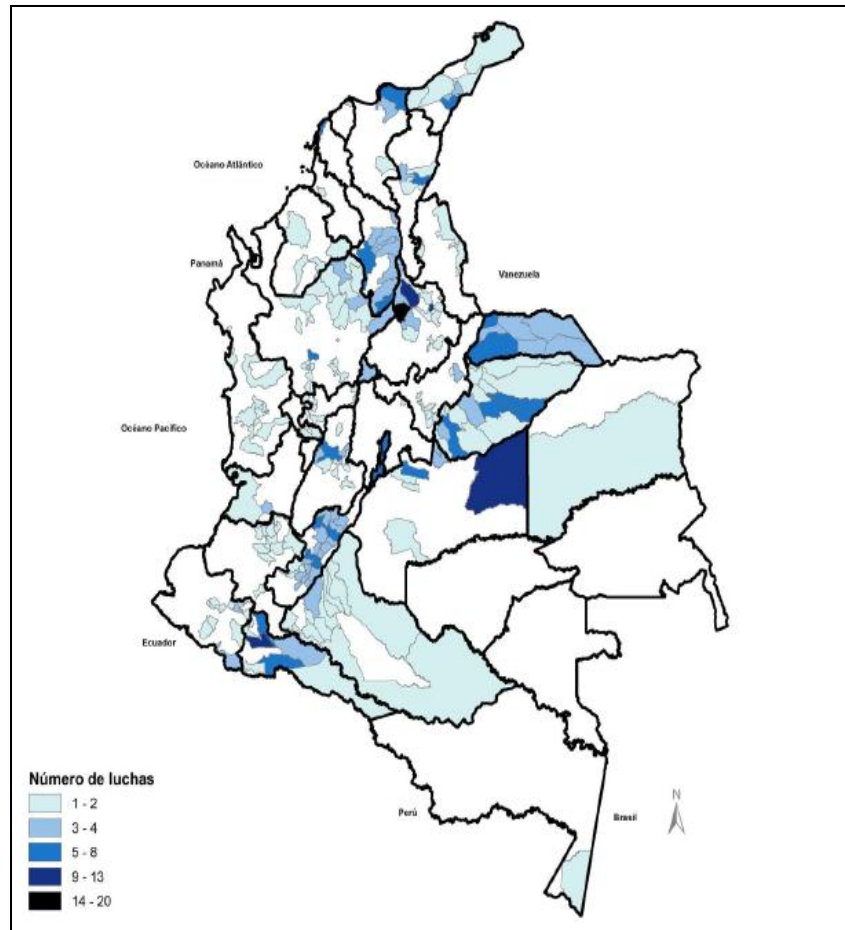 Océano Atlántico
Panamá
Vanezuela
Océano Pacífico
Ecuador
Número de luchas
1 - 2
3 - 4
5 - 8
9 - 13
14 - 20
Perú
Brasil
N